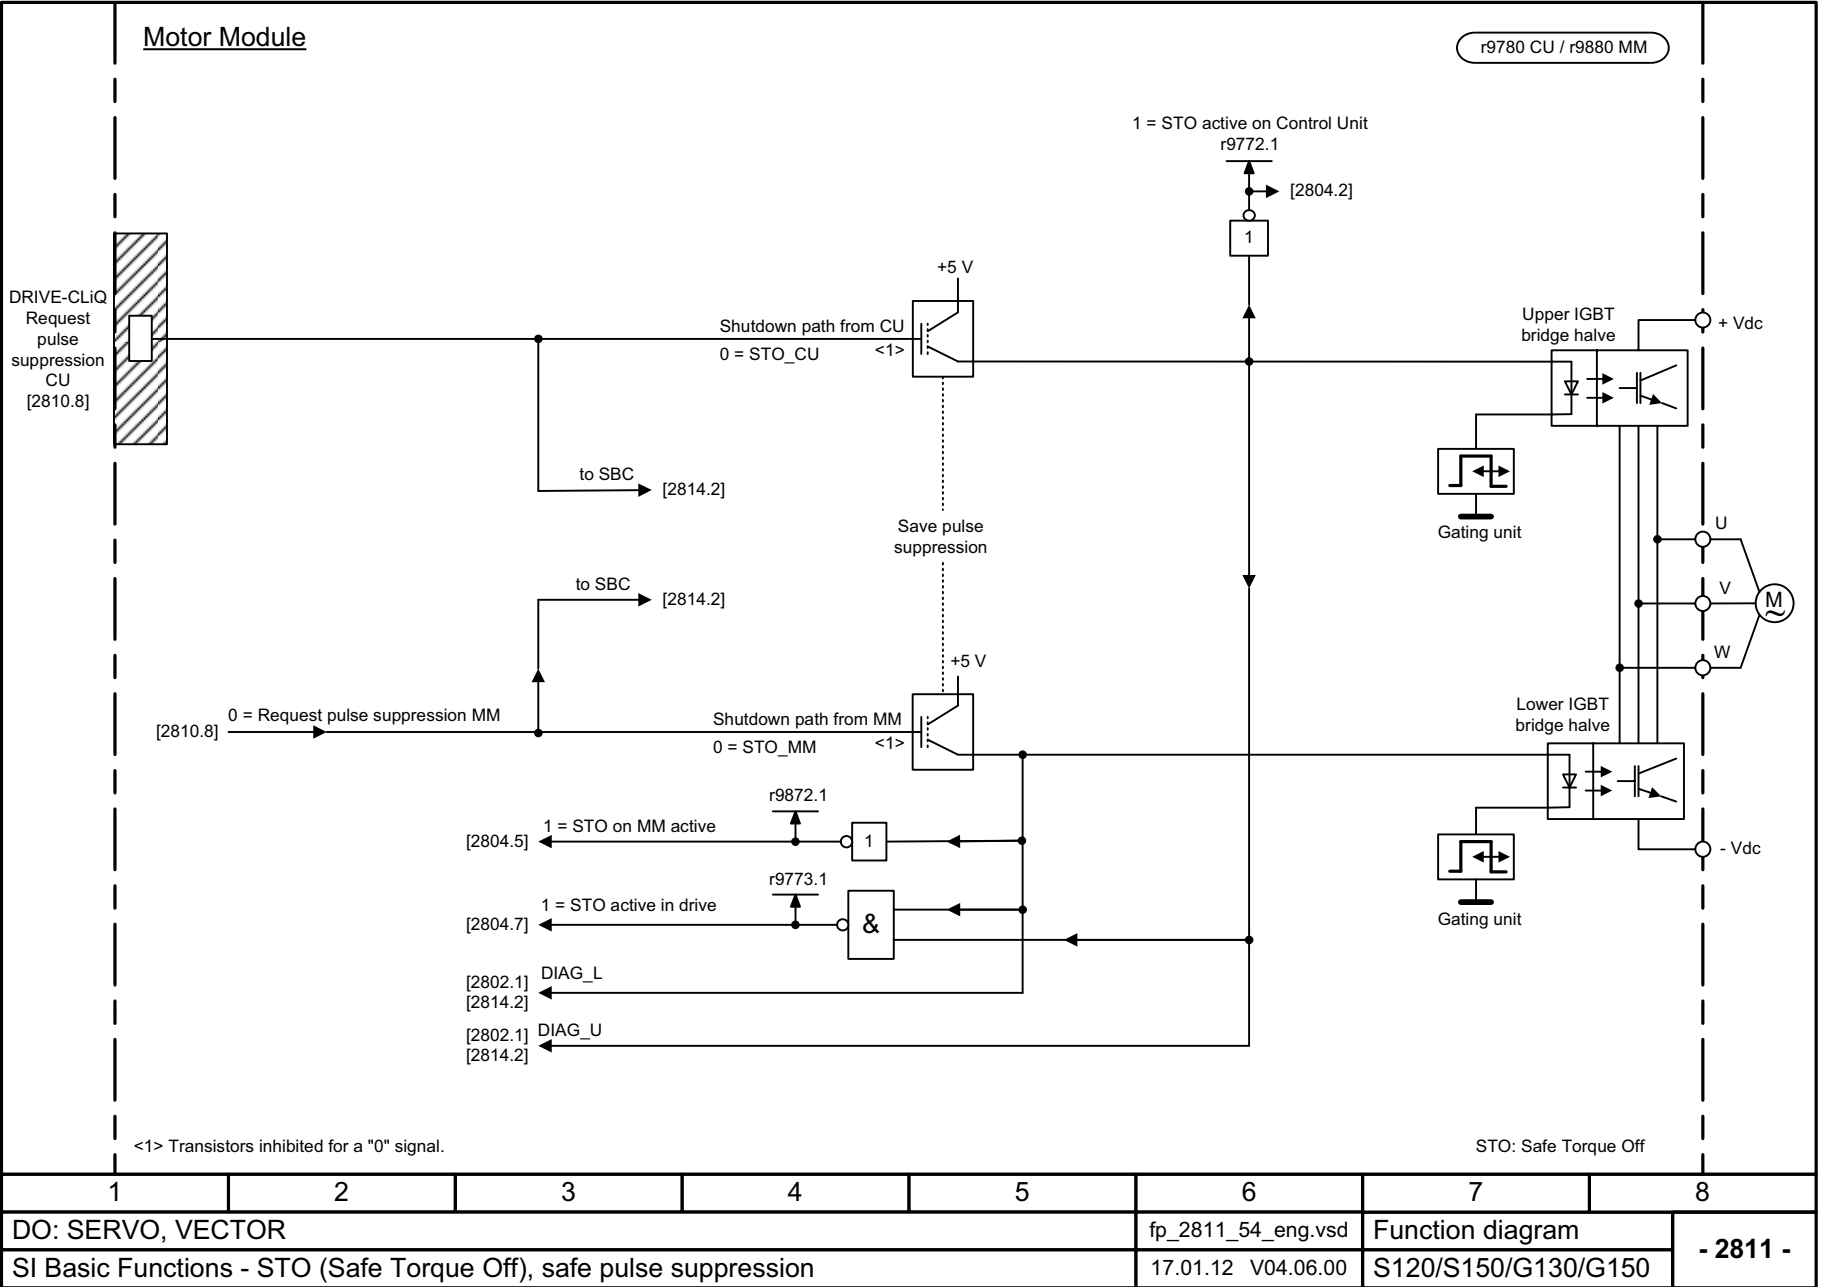 Motor Module
r9780 CU / r9880 MM
1 = STO active on Control Unit
r9772.1
[2804.2]
1
DRIVE-CLiQ
Request
pulse
suppression
CU
[2810.8]
+5 V
Shutdown path from CU
0 = STO_CU
<1>
Upper IGBT
bridge halve
+ Vdc
to SBC
[2814.2]
Save pulse
suppression
Gating unit
U
V
W
M
~
to SBC
[2814.2]
+5 V
[2810.8]
0 = Request pulse suppression MM
Shutdown path from MM
0 = STO_MM
<1>
Lower IGBT
bridge halve
- Vdc
r9872.1
[2804.5]
1 = STO on MM active
1
r9773.1
[2804.7]
1 = STO active in drive
&
Gating unit
[2802.1]
[2814.2]
DIAG_L
[2802.1]
[2814.2]
DIAG_U
<1> Transistors inhibited for a "0" signal.
STO: Safe Torque Off
1 2 3 4 5 6 7 8
DO: SERVO, VECTOR
fp_2811_54_eng.vsd
Function diagram
- 2811 -
SI Basic Functions - STO (Safe Torque Off), safe pulse suppression
17.01.12 V04.06.00
S120/S150/G130/G150